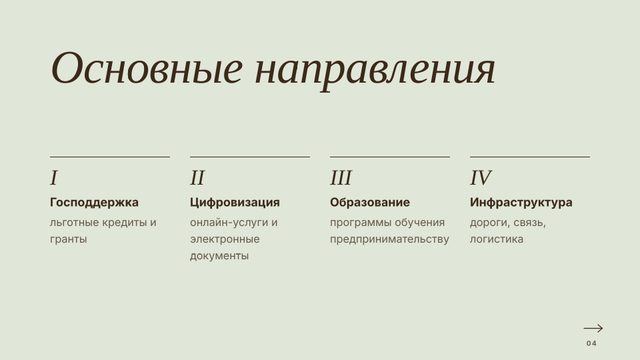 Основные направления
I
Господдержка
льготные кредиты и
гранты
II
Цифровизация
онлайн-услуги и
электронные
документы
III
Образование
программы обучения
предпринимательству
IV
Инфраструктура
дороги, связь,
логистика
04